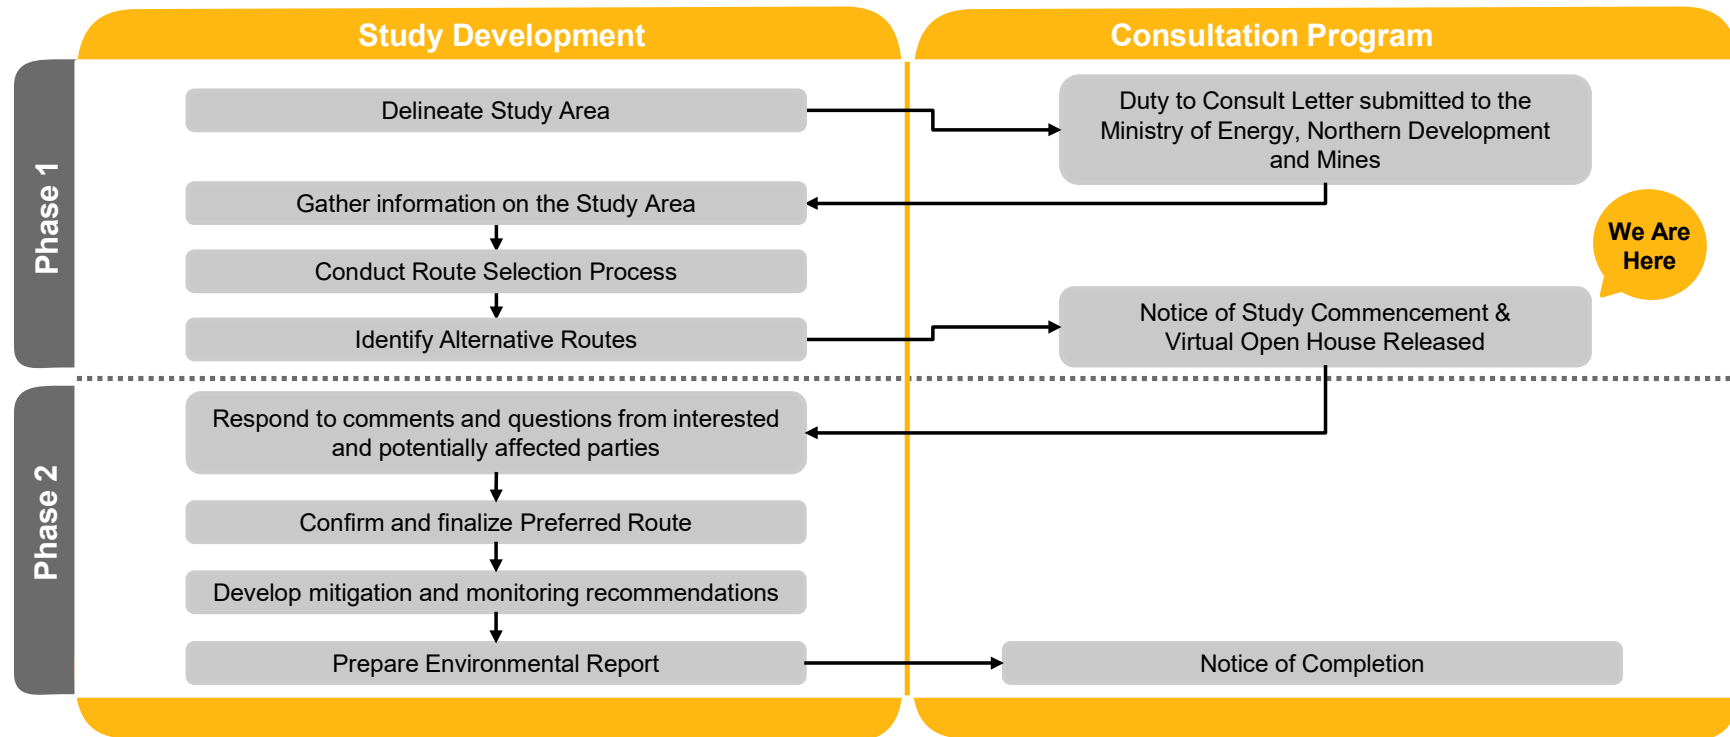 Study Development
Consultation Program
Phase 1
Delineate Study Area
Duty to Consult Letter submitted to the
Ministry of Energy, Northern Development
and Mines
Gather information on the Study Area
Conduct Route Selection Process
Identify Alternative Routes
We Are
Here
Notice of Study Commencement &
Virtual Open House Released
Phase 2
Respond to comments and questions from interested
and potentially affected parties
Confirm and finalize Preferred Route
Develop mitigation and monitoring recommendations
Prepare Environmental Report
Notice of Completion